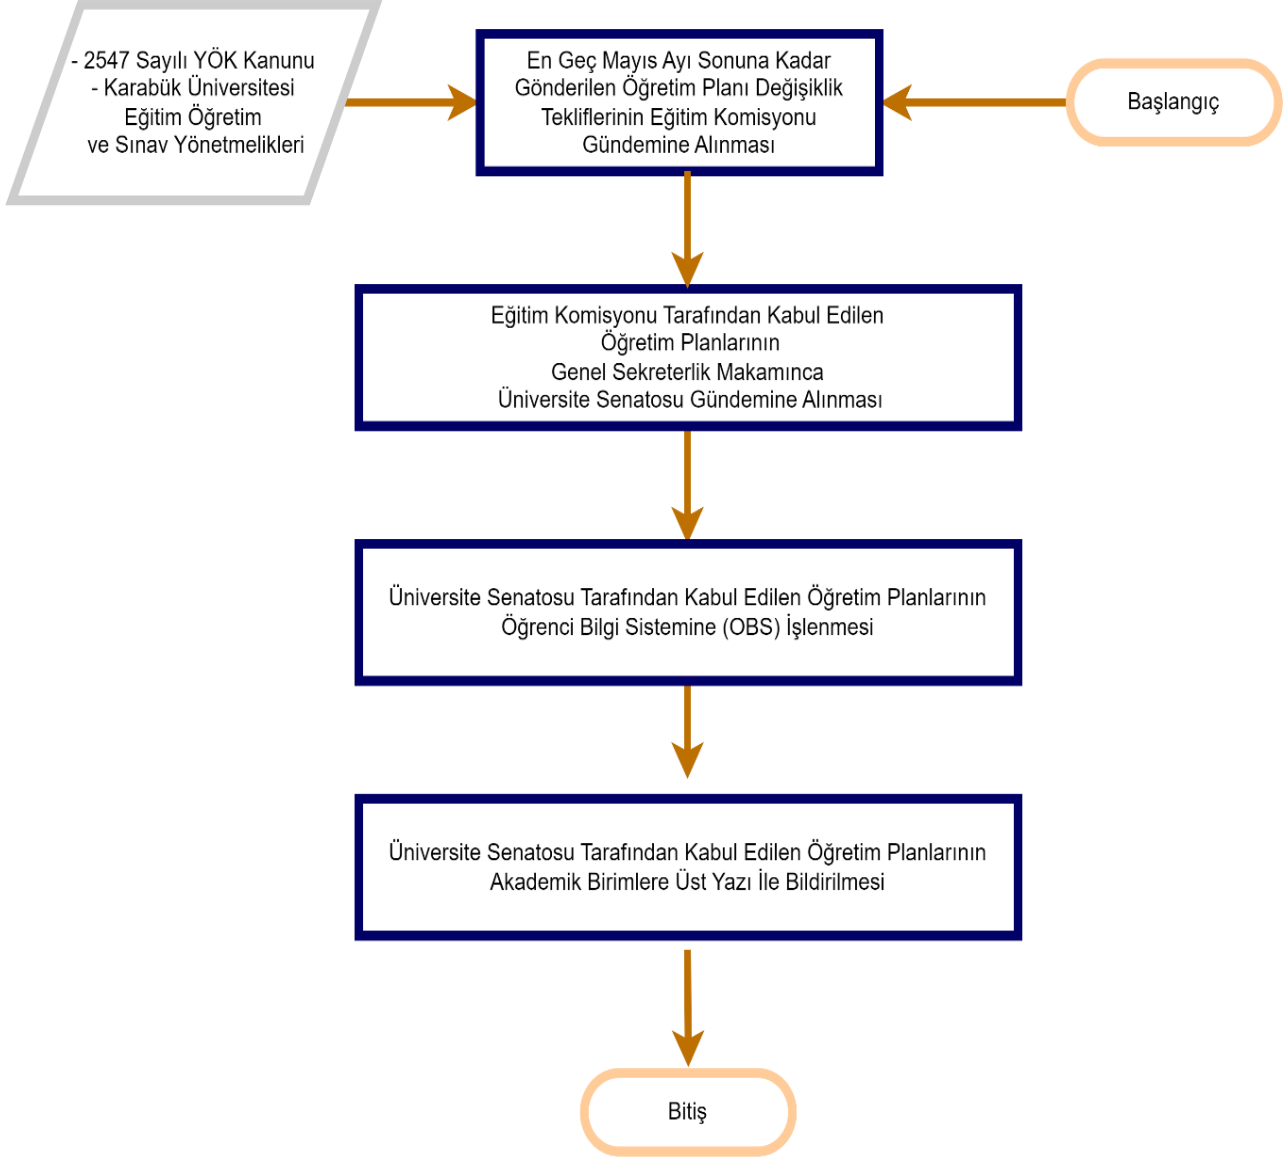 - 2547 Sayılı YÖK Kanunu
- Karabük Üniversitesi
Eğitim Öğretim
ve Sınav Yönetmelikleri
En Geç Mayıs Ayı Sonuna Kadar
Gönderilen Öğretim Planı Değişiklik
Tekliflerinin Eğitim Komisyonu
Gündemine Alınması
Başlangıç
Eğitim Komisyonu Tarafından Kabul Edilen
Öğretim Planlarının
Genel Sekreterlik Makamınca
Üniversite Senatosu Gündemine Alınması
Üniversite Senatosu Tarafından Kabul Edilen Öğretim Planlarının
Öğrenci Bilgi Sistemine (OBS) İşlenmesi
Üniversite Senatosu Tarafından Kabul Edilen Öğretim Planlarının
Akademik Birimlere Üst Yazı İle Bildirilmesi
Bitiş